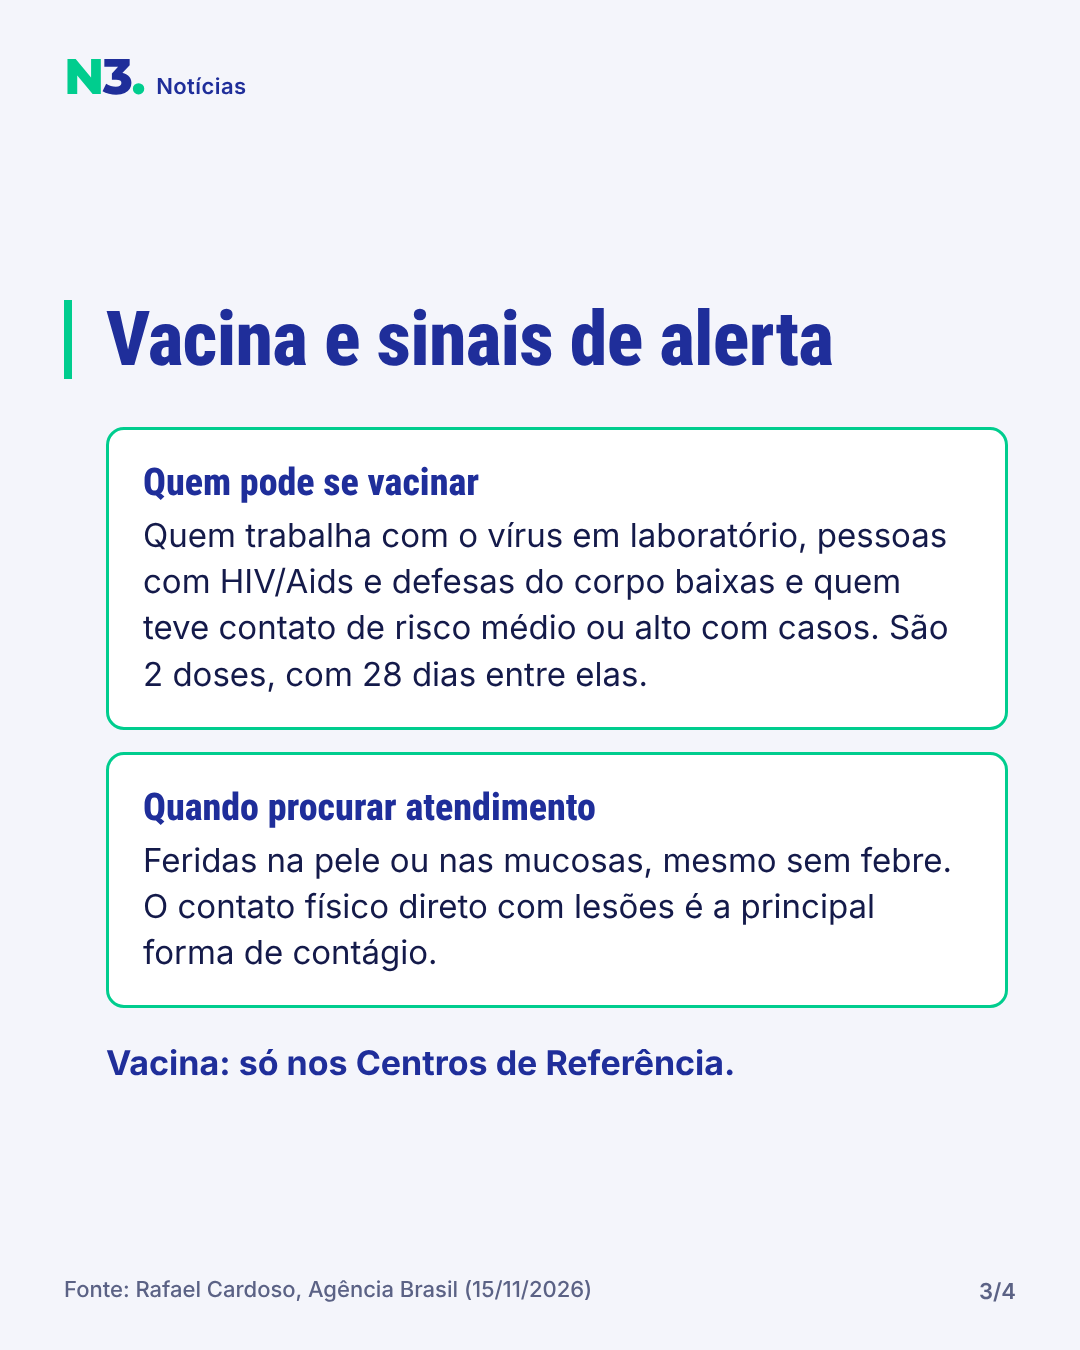 N3. Notícias
Vacina e sinais de alerta
Quem pode se vacinar
Quem trabalha com o vírus em laboratório, pessoas
com HIV/Aids e defesas do corpo baixas e quem
teve contato de risco médio ou alto com casos. São
2 doses, com 28 dias entre elas.
Quando procurar atendimento
Feridas na pele ou nas mucosas, mesmo sem febre.
O contato físico direto com lesões é a principal
forma de contágio.
Vacina: só nos Centros de Referência.
Fonte: Rafael Cardoso, Agência Brasil (15/11/2026)
3/4